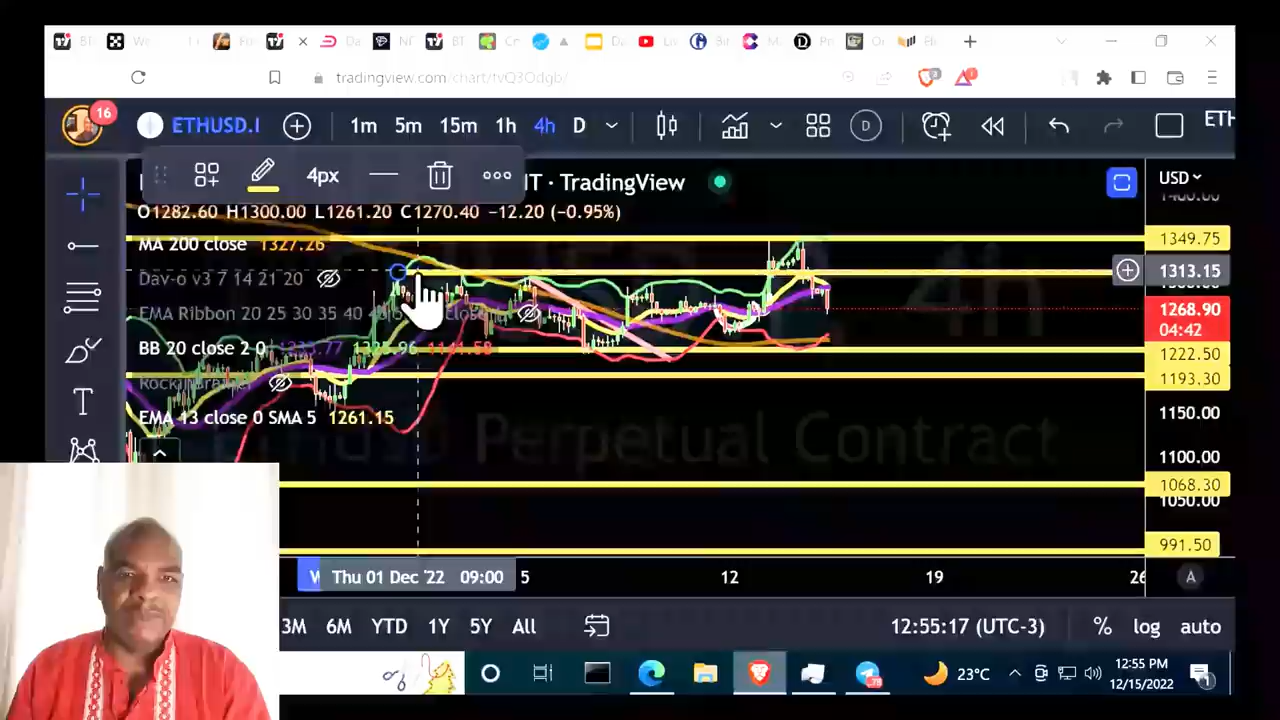 tradingview.com/chart/fvQ3Odgb/
16
ETHUSD.I
1m 5m 15m 1h 4h D
D
ETH
4px
T · TradingView
USD
O1282.60 H1300.00 L1261.20 C1270.40 −12.20 (−0.95%)
1349.75
MA 200 close 1327.26
1313.15
Dav-o v3 7 14 21 20
1268.90
04:42
EMA Ribbon 20 25 30 35 40
BB 20 close 2 0
1222.50
1193.30
EMA 13 close 0 SMA 5 1261.15
1150.00
Perpetual Contract
1100.00
1068.30
1050.00
991.50
Thu 01 Dec '22 09:00 5 12 19 26
A
3M 6M YTD 1Y 5Y All
12:55:17 (UTC-3)
% log auto
23°C
12:55 PM
12/15/2022